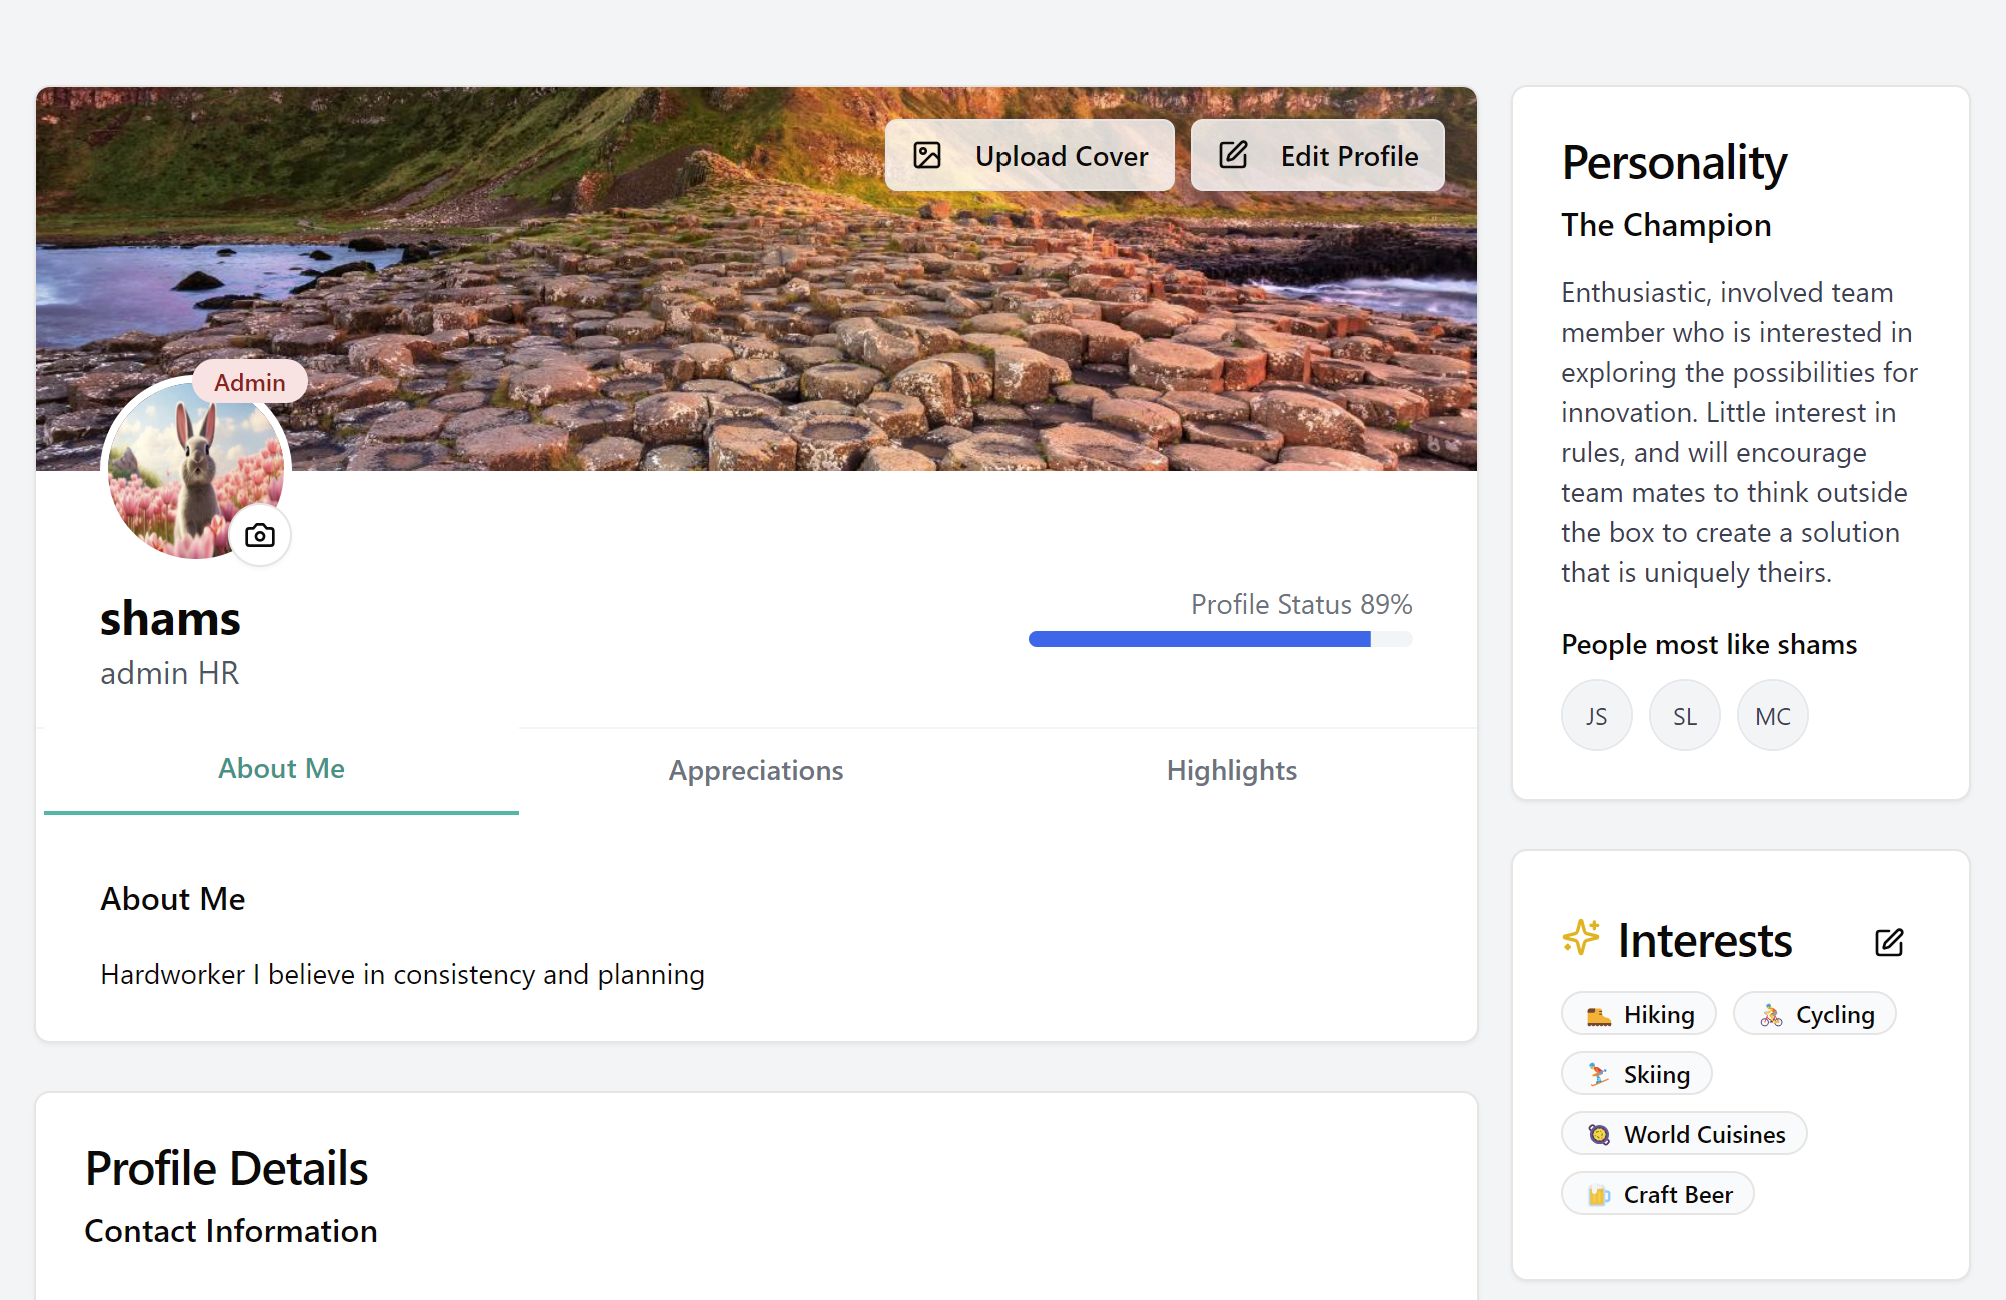 Upload Cover
Edit Profile
Admin
shams
admin HR
Profile Status 89%
About Me
Appreciations
Highlights
About Me
Hardworker I believe in consistency and planning
Profile Details
Contact Information
Personality
The Champion
Enthusiastic, involved team
member who is interested in
exploring the possibilities for
innovation. Little interest in
rules, and will encourage
team mates to think outside
the box to create a solution
that is uniquely theirs.
People most like shams
JS
SL
MC
Interests
Hiking
Cycling
Skiing
World Cuisines
Craft Beer